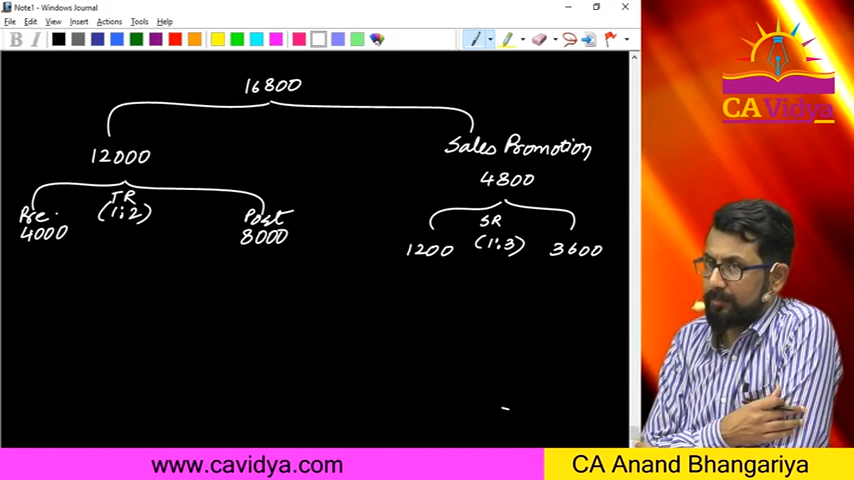 Note1 - Windows Journal
File Edit View Insert Actions Tools Help
B I
16800
12000
Sales Promotion
4800
Pre.
4000
TR
(1:2)
Post
8000
SR
(1:3)
1200
3600
CA Vidya
www.cavidya.com
CA Anand Bhangariya